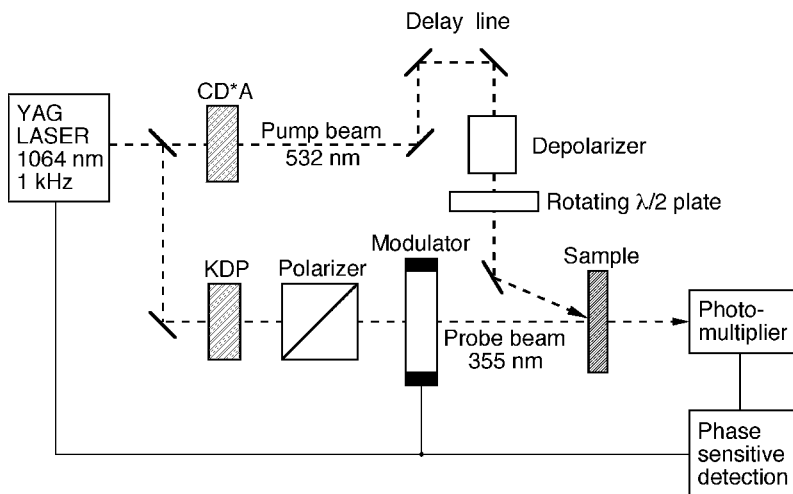 Delay line
CD*A
YAG
LASER
1064 nm
1 kHz
Pump beam
532 nm
Depolarizer
Rotating λ/2 plate
Modulator
Sample
KDP
Polarizer
Photo-
multiplier
Probe beam
355 nm
Phase
sensitive
detection